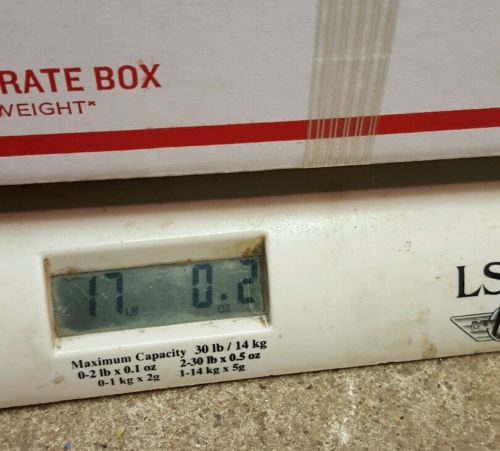 RATE BOX
WEIGHT*
17 LB 0.2 OZ
LS
Maximum Capacity 30 lb / 14 kg
0-2 lb x 0.1 oz 2-30 lb x 0.5 oz
0-1 kg x 2g 1-14 kg x 5g